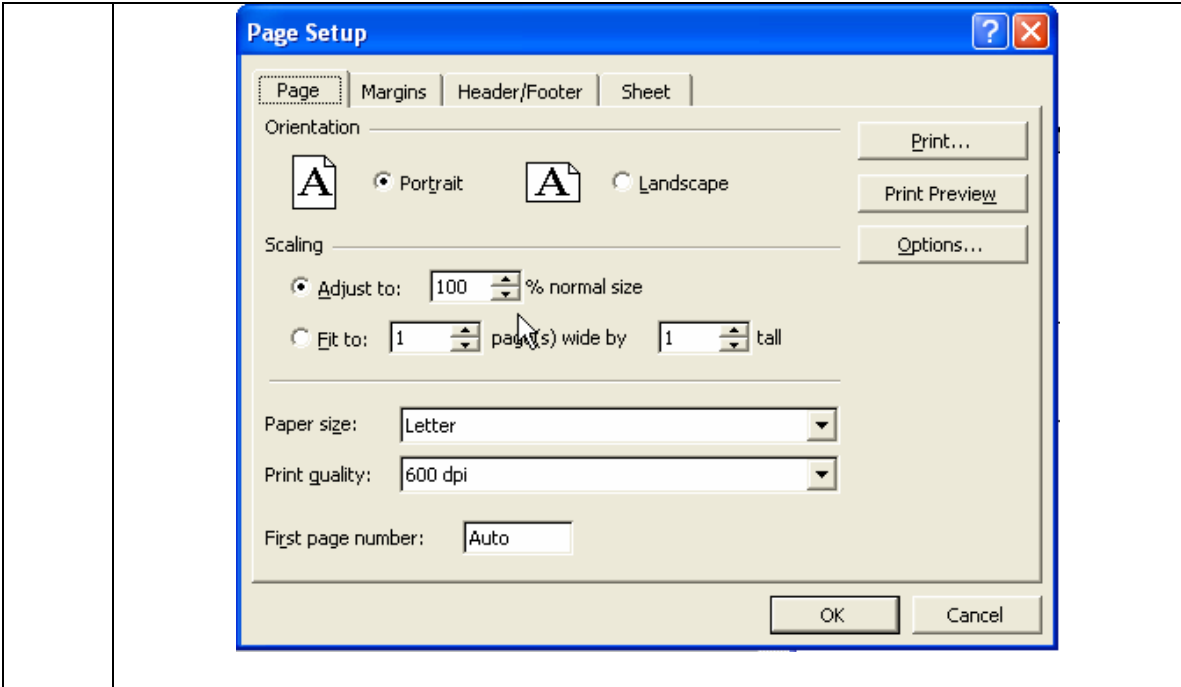 Page Setup
Page Margins Header/Footer Sheet
Orientation
Print...
A Portrait A Landscape
Print Preview
Scaling
Options...
Adjust to: 100 % normal size
Fit to: 1 page(s) wide by 1 tall
Paper size: Letter
Print quality: 600 dpi
First page number: Auto
OK Cancel